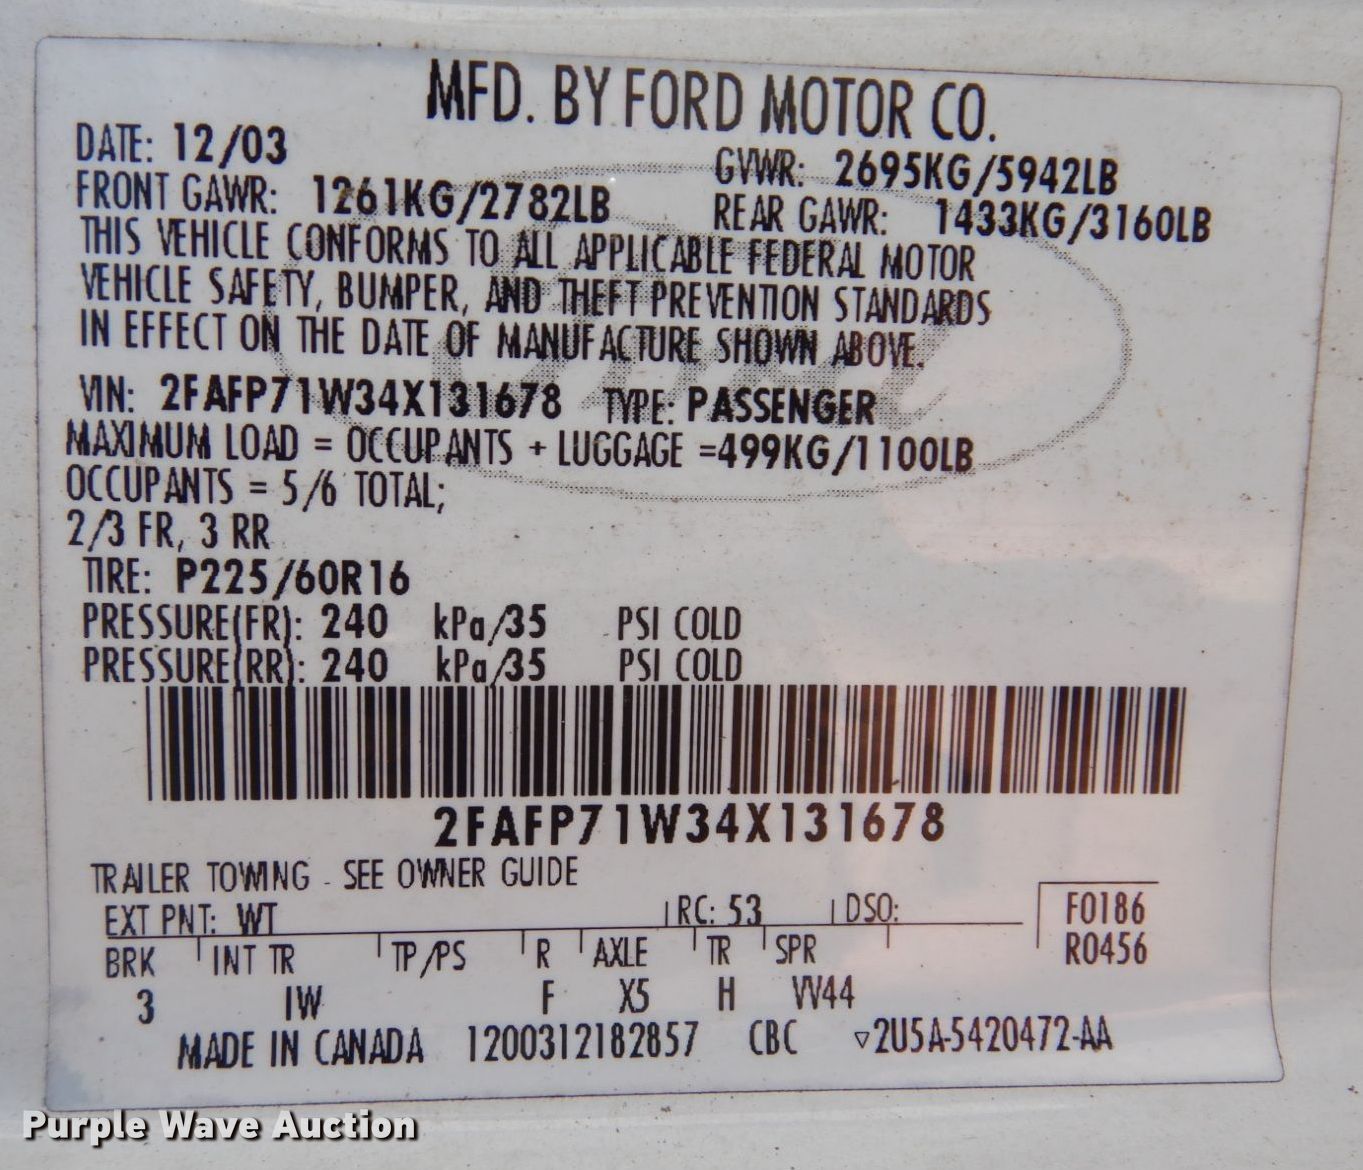 MFD. BY FORD MOTOR CO.
DATE: 12/03 GVWR: 2695KG/5942LB
FRONT GAWR: 1261KG/2782LB REAR GAWR: 1433KG/3160LB
THIS VEHICLE CONFORMS TO ALL APPLICABLE FEDERAL MOTOR
VEHICLE SAFETY, BUMPER, AND THEFT PREVENTION STANDARDS
IN EFFECT ON THE DATE OF MANUFACTURE SHOWN ABOVE.
VIN: 2FAFP71W34X131678 TYPE: PASSENGER
MAXIMUM LOAD = OCCUPANTS + LUGGAGE =499KG/1100LB
OCCUPANTS = 5/6 TOTAL;
2/3 FR, 3 RR
TIRE: P225/60R16
PRESSURE(FR): 240 kPa/35 PSI COLD
PRESSURE(RR): 240 kPa/35 PSI COLD
2FAFP71W34X131678
TRAILER TOWING - SEE OWNER GUIDE
EXT PNT: WT RC: 53 DSO: F0186
BRK INT TR TP/PS R AXLE TR SPR R0456
3 IW F X5 H VV44
MADE IN CANADA 1200312182857 CBC ▽2U5A-5420472-AA
Purple Wave Auction